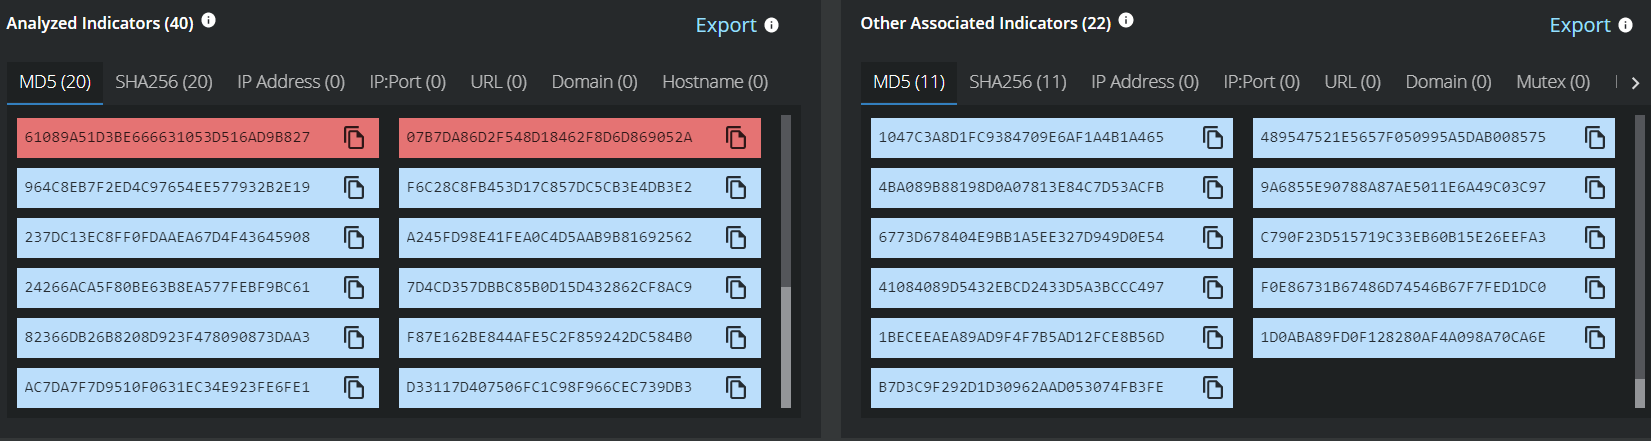 Analyzed Indicators (40)
Export
MD5 (20) SHA256 (20) IP Address (0) IP:Port (0) URL (0) Domain (0) Hostname (0)
61089A51D3BE666631053D516AD9B827 07B7DA86D2F548D18462F8D6D869052A
964C8EB7F2ED4C97654EE577932B2E19 F6C28C8FB453D17C857DC5CB3E4DB3E2
237DC13EC8FF0FDAAEA67D4F43645908 A245FD98E41FEA0C4D5AAB9B81692562
24266ACA5F80BE63B8EA577FEBF9BC61 7D4CD357DBBC85B0D15D432862CF8AC9
82366DB26B8208D923F478090873DAA3 F87E162BE844AFE5C2F859242DC584B0
AC7DA7F7D9510F0631EC34E923FE6FE1 D33117D407506FC1C98F966CEC739DB3
Other Associated Indicators (22)
Export
MD5 (11) SHA256 (11) IP Address (0) IP:Port (0) URL (0) Domain (0) Mutex (0)
1047C3A8D1FC9384709E6AF1A4B1A465 489547521E5657F050995A5DAB008575
4BA089B88198D0A07813E84C7D53ACFB 9A6855E90788A87AE5011E6A49C03C97
6773D678404E9BB1A5EE327D949D0E54 C790F23D515719C33EB60B15E26EEFA3
41084089D5432EBCD2433D5A3BCCC497 F0E86731B67486D74546B67F7FED1DC0
1BECEEAEA89AD9F4F7B5AD12FCE8B56D 1D0ABA89FD0F128280AF4A098A70CA6E
B7D3C9F292D1D30962AAD053074FB3FE